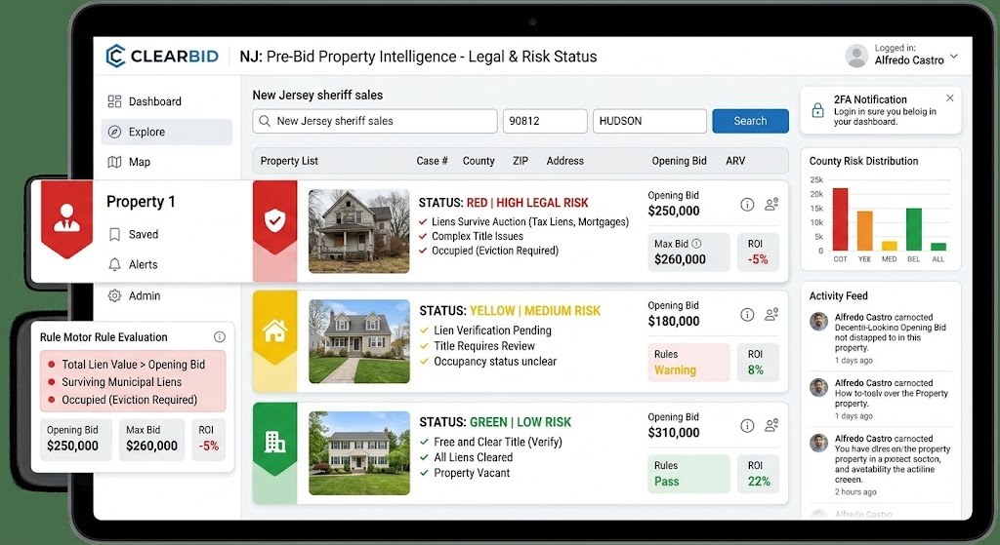 CLEARBID
NJ: Pre-Bid Property Intelligence - Legal & Risk Status
Logged in:
Alfredo Castro
Dashboard
Explore
Map
Property 1
Saved
Alerts
Admin
Rule Motor Rule Evaluation
Total Lien Value > Opening Bid
Surviving Municipal Liens
Occupied (Eviction Required)
Opening Bid
$250,000
Max Bid
$260,000
ROI
-5%
New Jersey sheriff sales
New Jersey sheriff sales
90812
HUDSON
Search
Property List Case # County ZIP Address Opening Bid ARV
STATUS: RED | HIGH LEGAL RISK
Liens Survive Auction (Tax Liens, Mortgages)
Complex Title Issues
Occupied (Eviction Required)
Opening Bid
$250,000
Max Bid
$260,000
ROI
-5%
STATUS: YELLOW | MEDIUM RISK
Lien Verification Pending
Title Requires Review
Occupancy status unclear
Opening Bid
$180,000
Rules
Warning
ROI
8%
STATUS: GREEN | LOW RISK
Free and Clear Title (Verify)
All Liens Cleared
Property Vacant
Opening Bid
$310,000
Rules
Pass
ROI
22%
2FA Notification
Login in sure you beloig in
your dashboard.
County Risk Distribution
25k
20k
15k
10k
5k
0
COT
MED
BEL
ALL
Activity Feed
Alfredo Castro carnocted
Decentii-Looking Opening Bid
not distapped to in this
property.
1 days ago
Alfredo Castro carnocted
How to-tosly over the Property
property.
1 days ago
Alfredo Castro carnocted
You have dires en/the property
property in a
and avetability the actiline
creeen.
2 hours ago
Alfredo Castro